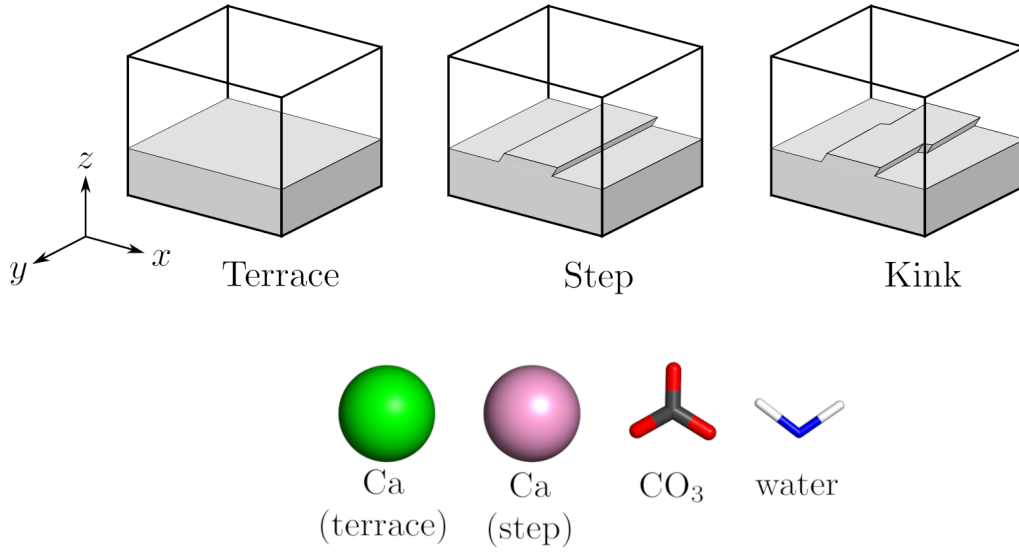 z
y
x
Terrace
Step
Kink
Ca
(terrace)
Ca
(step)
CO₃
water